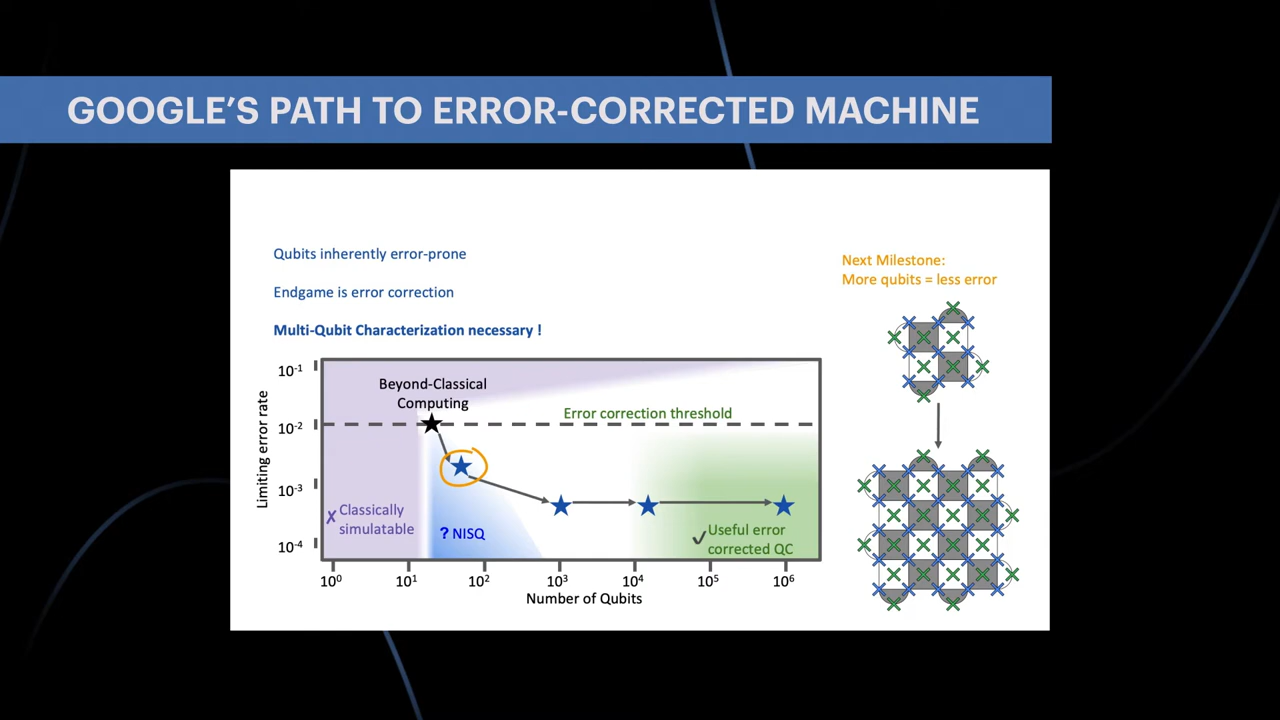 GOOGLE’S PATH TO ERROR-CORRECTED MACHINE
Qubits inherently error-prone
Endgame is error correction
Multi-Qubit Characterization necessary !
Next Milestone:
More qubits = less error
Limiting error rate
10⁻¹
10⁻²
10⁻³
10⁻⁴
Beyond-Classical
Computing
Error correction threshold
✗ Classically
simulatable
? NISQ
✓ Useful error
corrected QC
10⁰ 10¹ 10² 10³ 10⁴ 10⁵ 10⁶
Number of Qubits